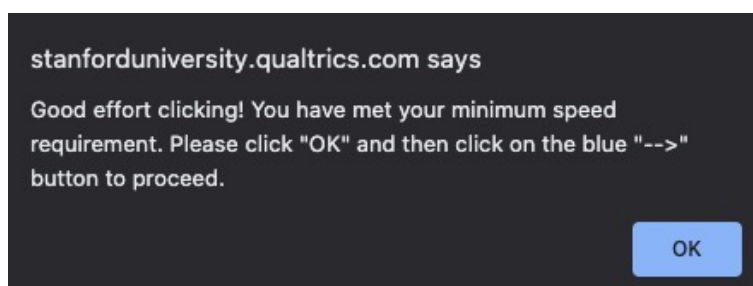 stanforduniversity.qualtrics.com says
Good effort clicking! You have met your minimum speed
requirement. Please click "OK" and then click on the blue "-->"
button to proceed.
OK